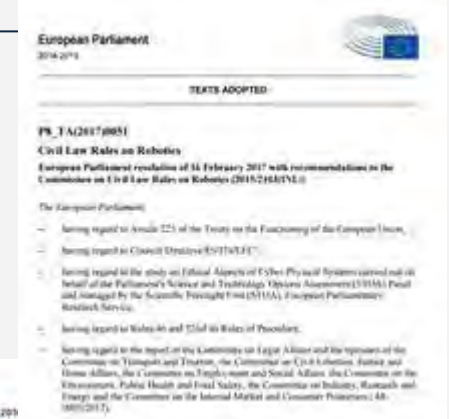 European Parliament
2014-2019
TEXTS ADOPTED
P8_TA(2017)0051
Civil Law Rules on Robotics
European Parliament resolution of 16 February 2017 with recommendations to the
Commission on Civil Law Rules on Robotics (2015/2103(INL))
The European Parliament,
– having regard to Article 225 of the Treaty on the Functioning of the European Union,
– having regard to Council Directive 85/374/EEC
– having regard to the study on Ethical Aspects of Cyber-Physical Systems carried out on
behalf of the Parliament's Science and Technology Options Assessment (STOA) Panel
and managed by the Scientific Foresight Unit (STOA), European Parliamentary
Research Service,
– having regard to Rules 46 and 52 of its Rules of Procedure,
– having regard to the report of the Committee on Legal Affairs and the opinions of the
Committee on Transport and Tourism, the Committee on Civil Liberties, Justice and
Home Affairs, the Committee on Employment and Social Affairs, the Committee on the
Environment, Public Health and Food Safety, the Committee on Industry, Research and
Energy and the Committee on the Internal Market and Consumer Protection (A8-
0005/2017),